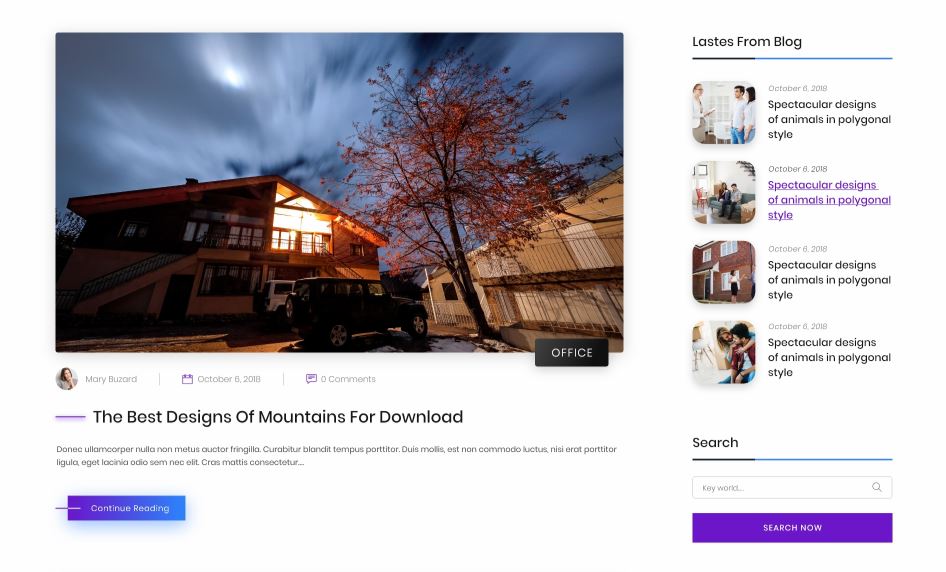 OFFICE
Mary Buzard
October 6, 2018
0 Comments
The Best Designs Of Mountains For Download
Donec ullamcorper nulla non metus auctor fringilla. Curabitur blandit tempus porttitor. Duis mollis, est non commodo luctus, nisi erat porttitor
ligula, eget lacinia odio sem nec elit. Cras mattis consectetur...
Continue Reading
Lastes From Blog
October 6, 2018
Spectacular designs
of animals in polygonal
style
October 6, 2018
Spectacular designs
of animals in polygonal
style
October 6, 2018
Spectacular designs
of animals in polygonal
style
October 6, 2018
Spectacular designs
of animals in polygonal
style
Search
Key world...
SEARCH NOW